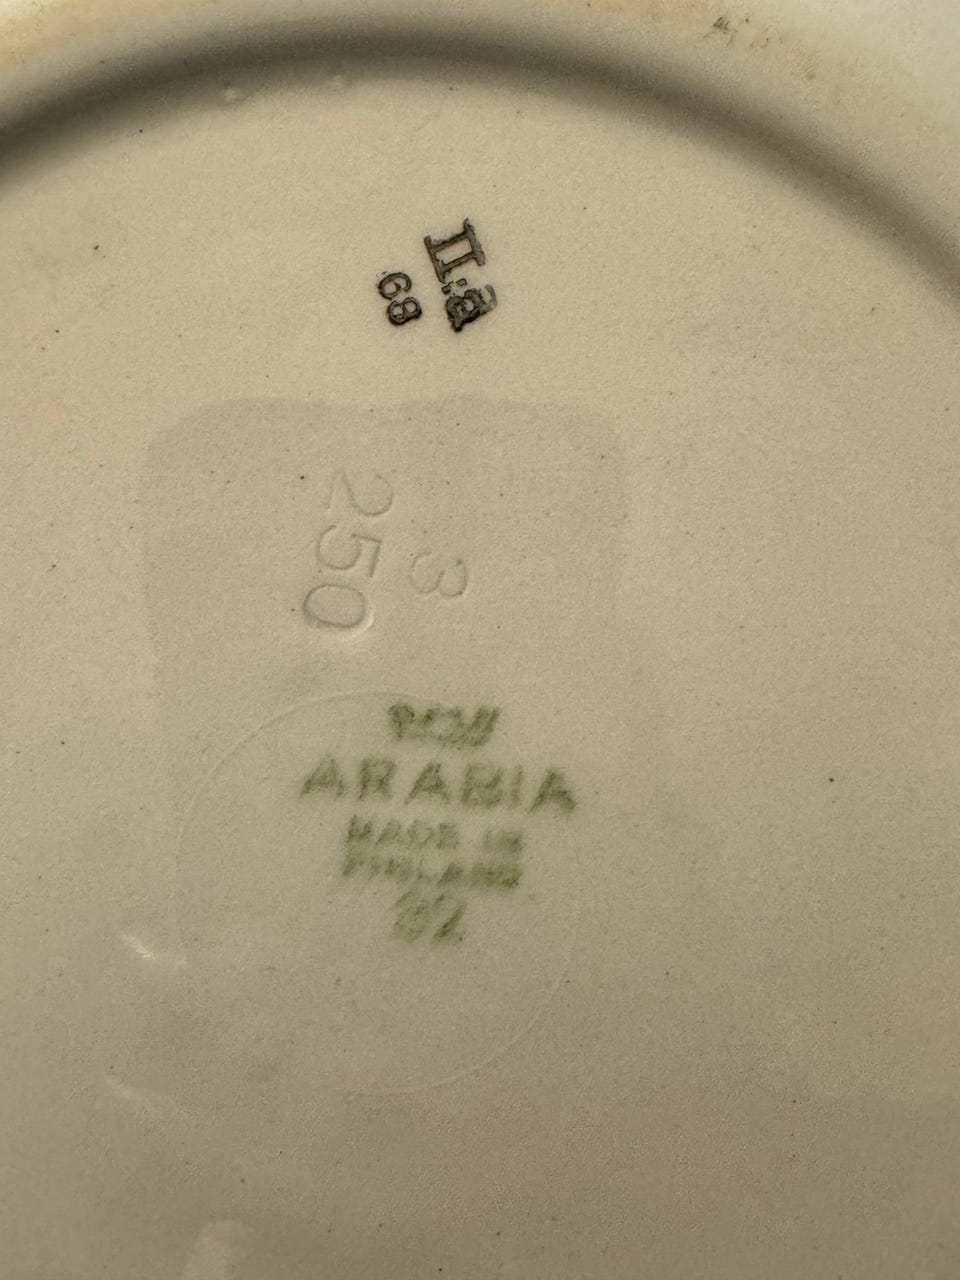 II:a
68
3
250
ARABIA
MADE IN
FINLAND